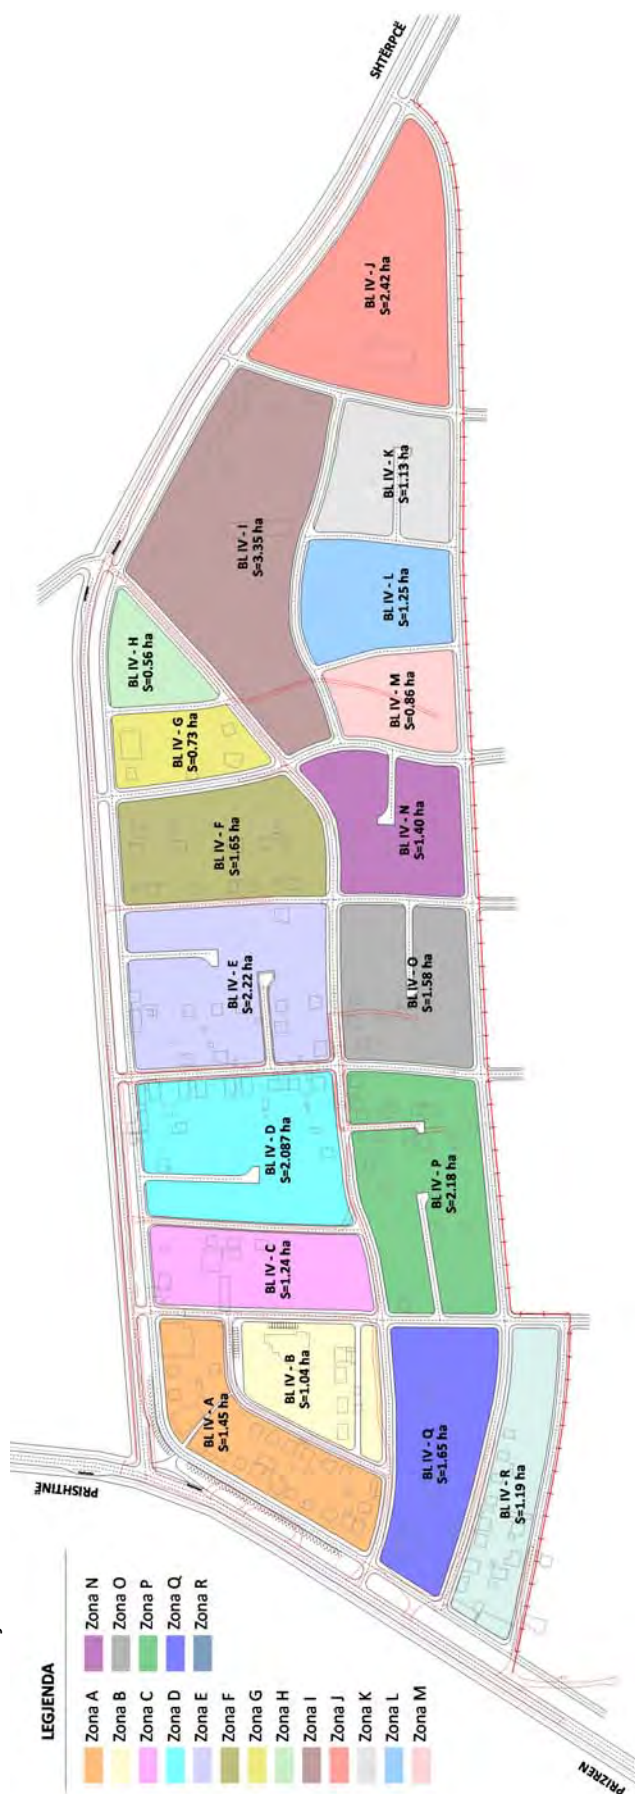 LEGJENDA
Zona A
Zona B
Zona C
Zona D
Zona E
Zona F
Zona G
Zona H
Zona I
Zona J
Zona K
Zona L
Zona M
Zona N
Zona O
Zona P
Zona Q
Zona R
PRIZREN
PRISHTINË
SHTËRPCË
BL IV - A
S=1.45 ha
BL IV - B
S=1.04 ha
BL IV - C
S=1.24 ha
BL IV - D
S=2.087 ha
BL IV - E
S=2.22 ha
BL IV - F
S=1.65 ha
BL IV - G
S=0.73 ha
BL IV - H
S=0.56 ha
BL IV - I
S=3.35 ha
BL IV - J
S=2.42 ha
BL IV - K
S=1.13 ha
BL IV - L
S=1.25 ha
BL IV - M
S=0.86 ha
BL IV - N
S=1.40 ha
BL IV - O
S=1.58 ha
BL IV - P
S=2.18 ha
BL IV - Q
S=1.65 ha
BL IV - R
S=1.19 ha